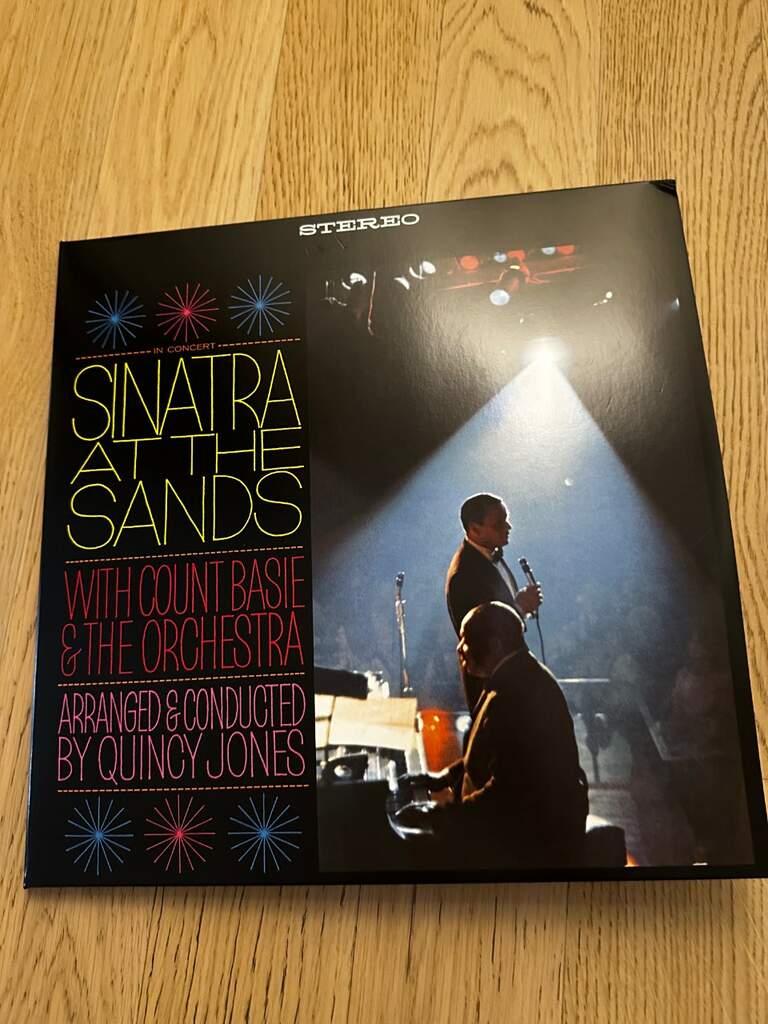 STEREO
IN CONCERT
SINATRA
AT THE
SANDS
WITH COUNT BASIE
& THE ORCHESTRA
ARRANGED & CONDUCTED
BY QUINCY JONES